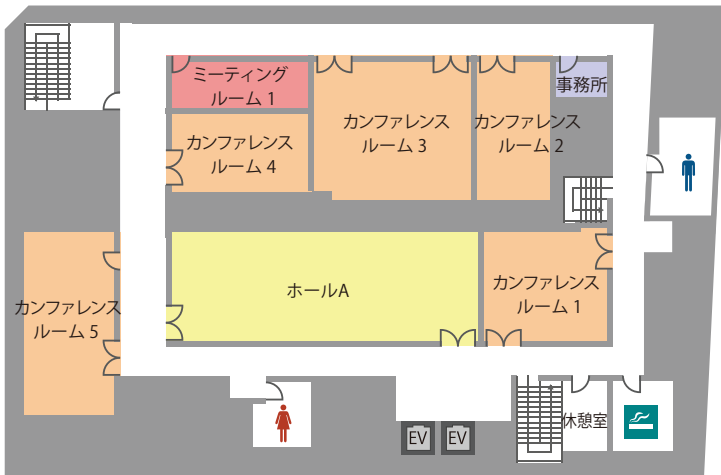 ミーティング
ルーム 1
事務所
カンファレンス
ルーム 4
カンファレンス
ルーム 3
カンファレンス
ルーム 2
ホールA
カンファレンス
ルーム 1
カンファレンス
ルーム 5
休憩室
EV
EV